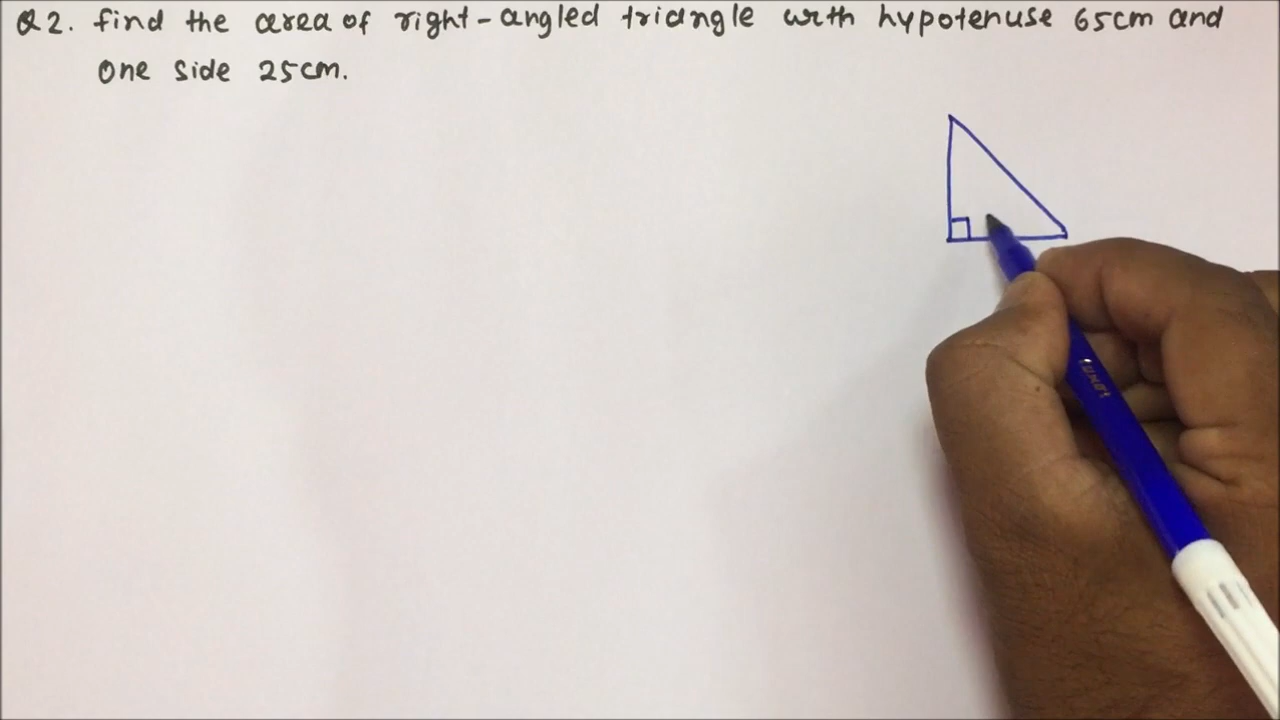 Q2. find the area of right-angled triangle with hypotenuse 65cm and
one side 25cm.